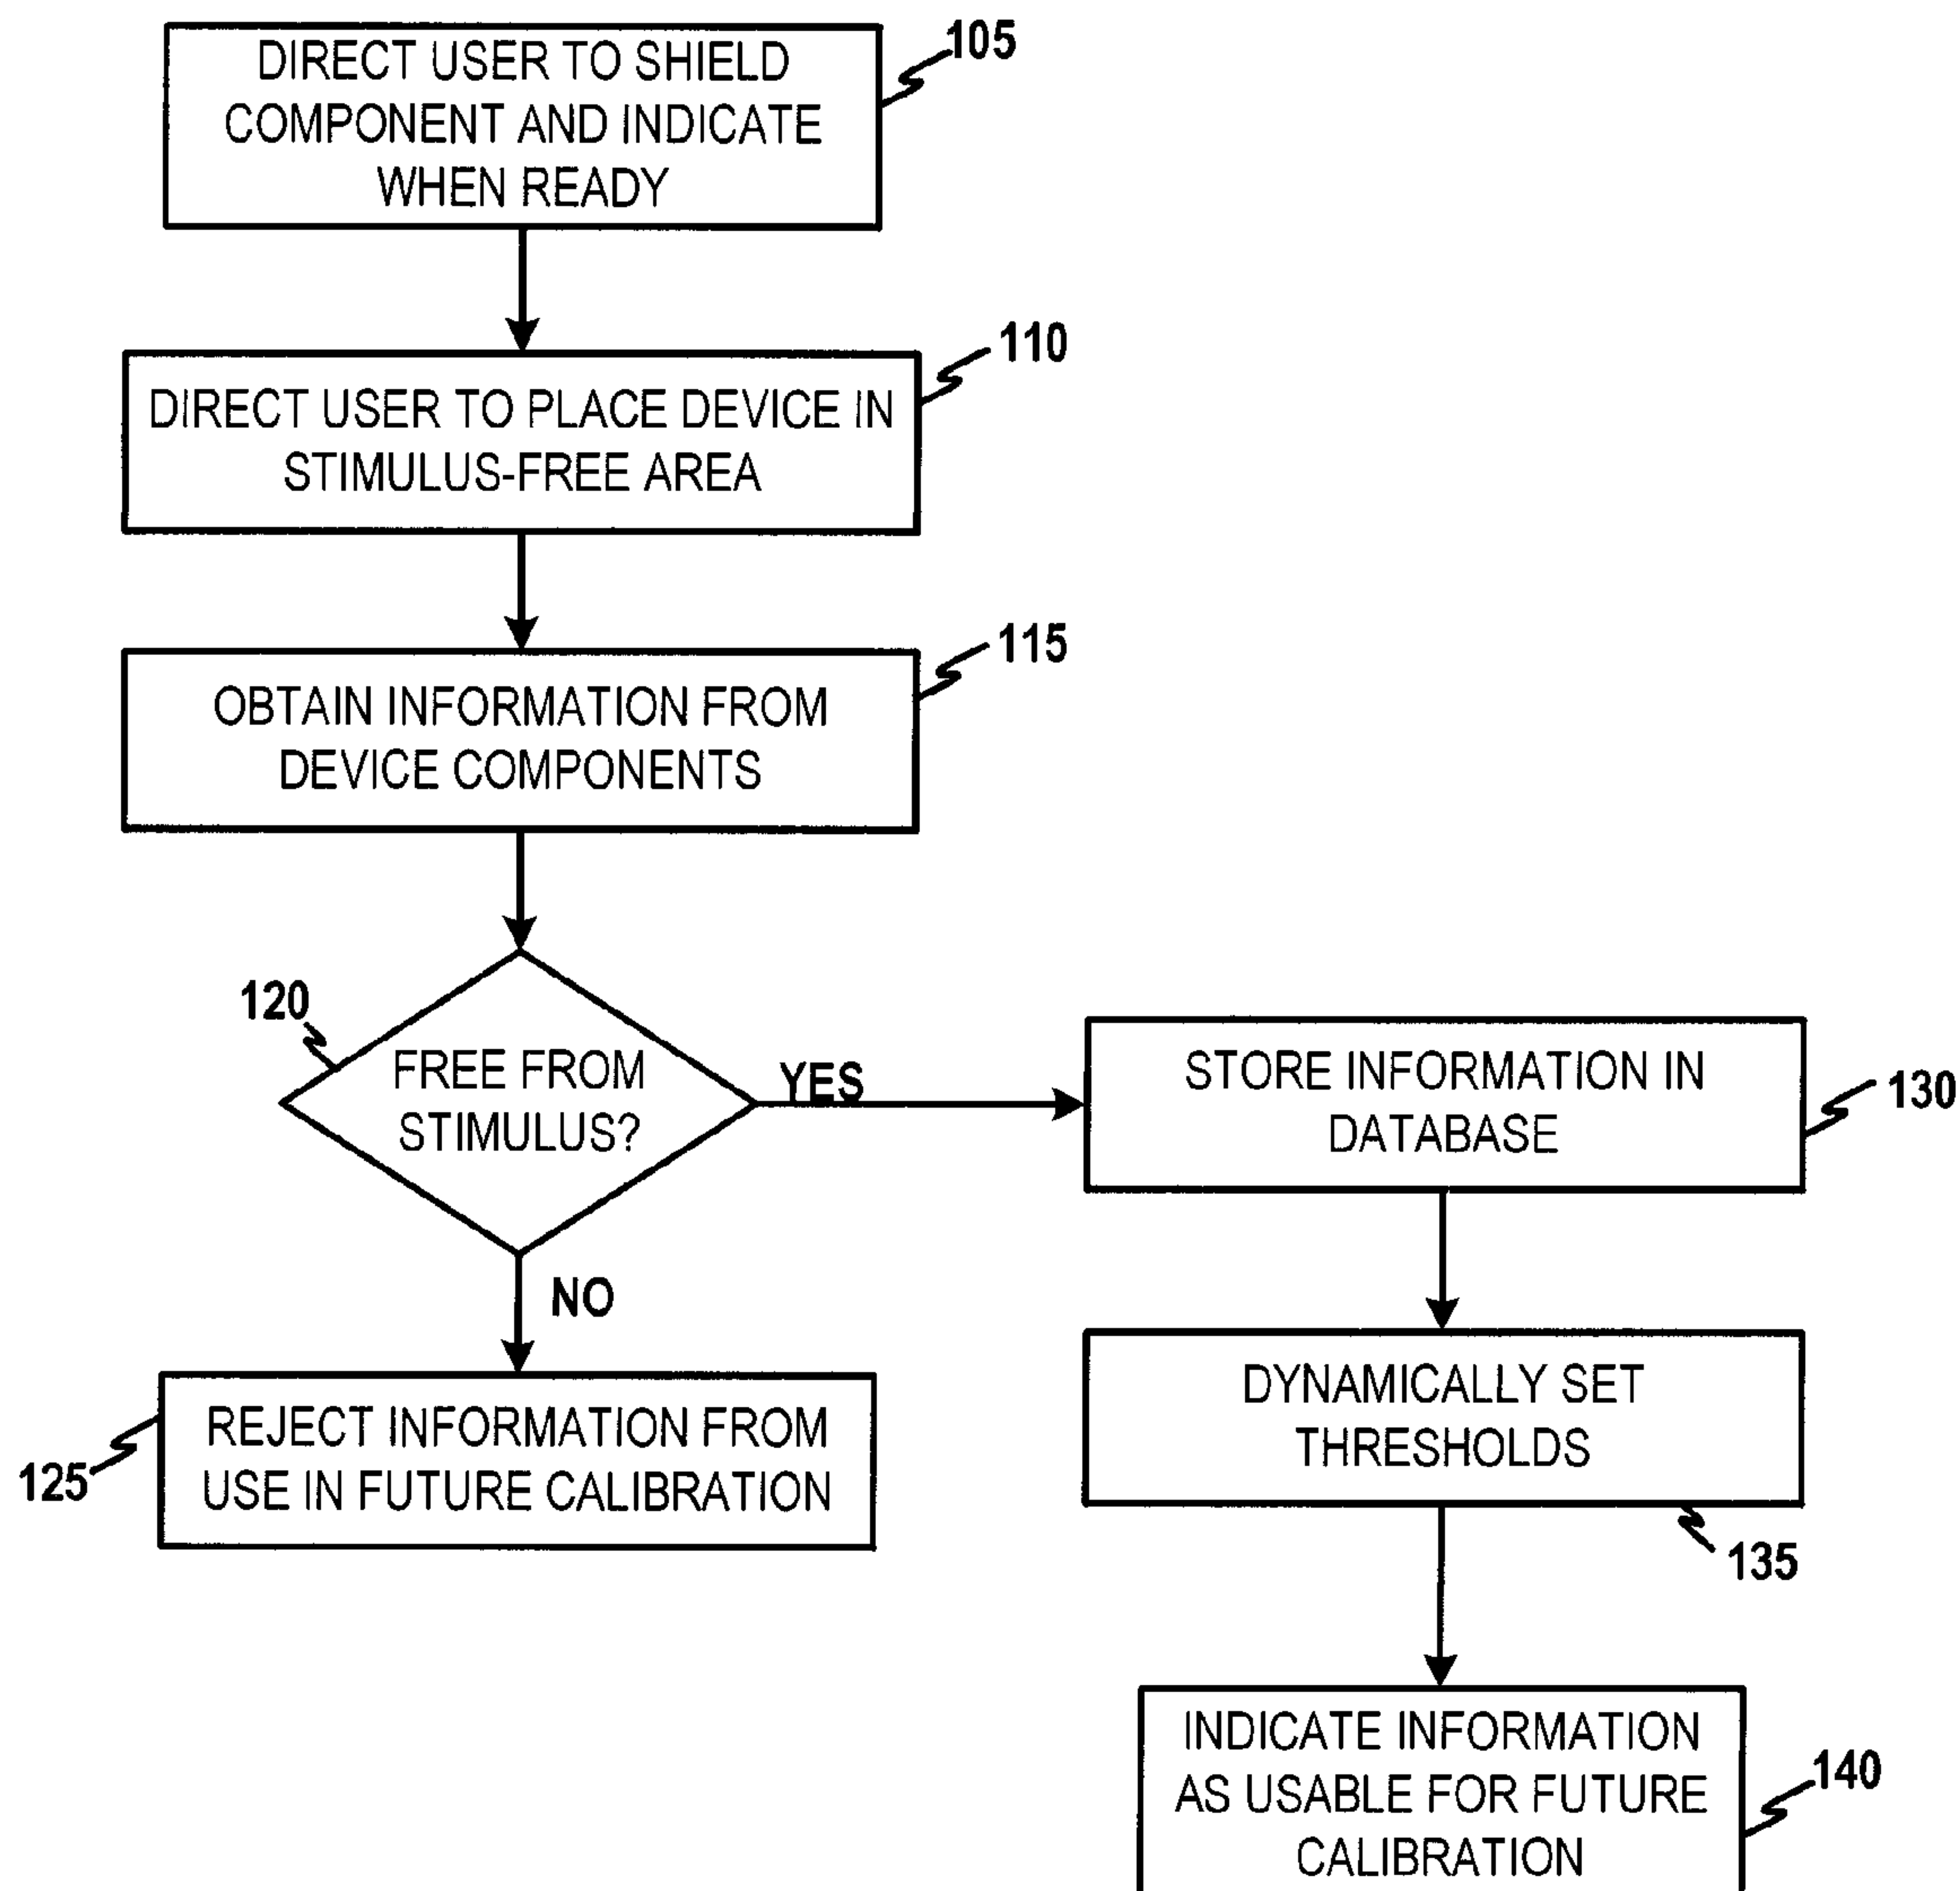 DIRECT USER TO SHIELD
COMPONENT AND INDICATE
WHEN READY
105
DIRECT USER TO PLACE DEVICE IN
STIMULUS-FREE AREA
110
OBTAIN INFORMATION FROM
DEVICE COMPONENTS
115
120
FREE FROM
STIMULUS?
YES
NO
STORE INFORMATION IN
DATABASE
130
REJECT INFORMATION FROM
USE IN FUTURE CALIBRATION
125
DYNAMICALLY SET
THRESHOLDS
135
INDICATE INFORMATION
AS USABLE FOR FUTURE
CALIBRATION
140